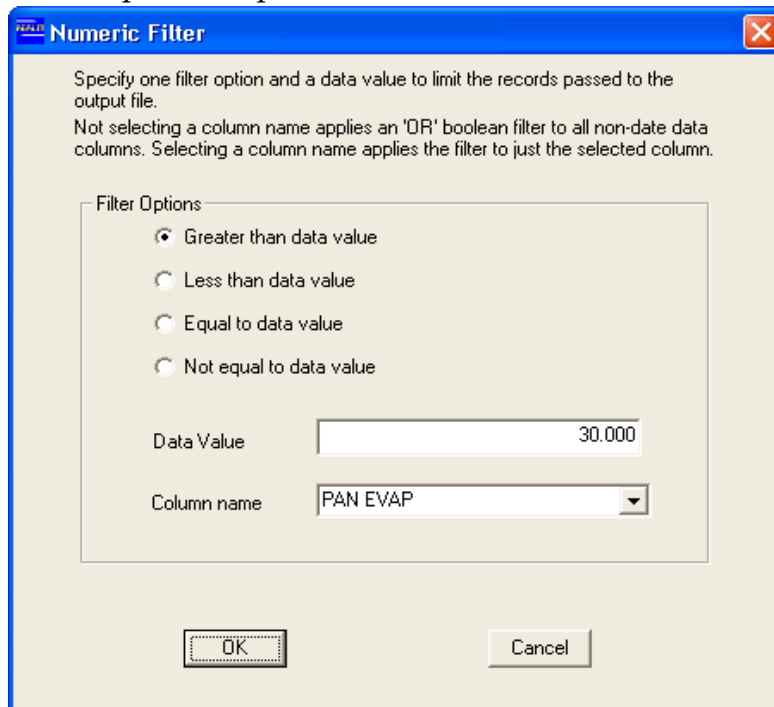 Numeric Filter
Specify one filter option and a data value to limit the records passed to the
output file.
Not selecting a column name applies an 'OR' boolean filter to all non-date data
columns. Selecting a column name applies the filter to just the selected column.
Filter Options
Greater than data value
Less than data value
Equal to data value
Not equal to data value
Data Value 30.000
Column name PAN EVAP
OK Cancel